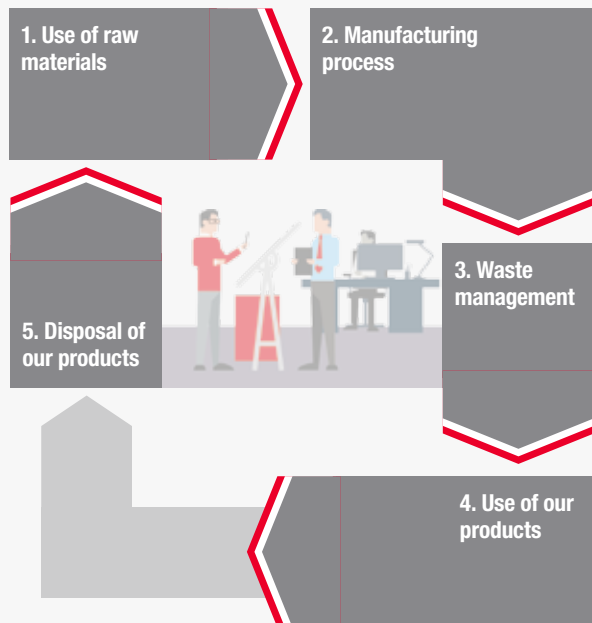 1. Use of raw
materials
2. Manufacturing
process
3. Waste
management
4. Use of our
products
5. Disposal of
our products